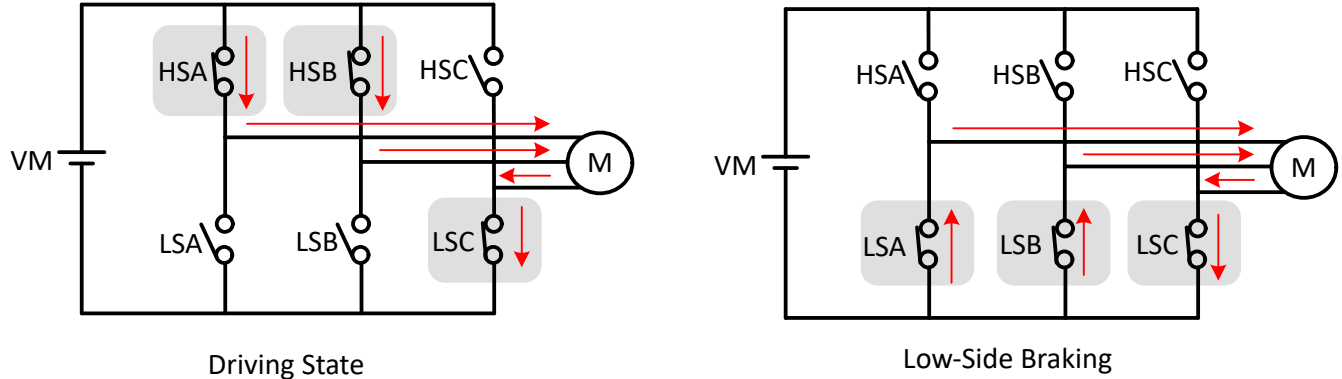 HSA HSB HSC
VM M
LSA LSB LSC
Driving State
HSA HSB HSC
VM M
LSA LSB LSC
Low-Side Braking